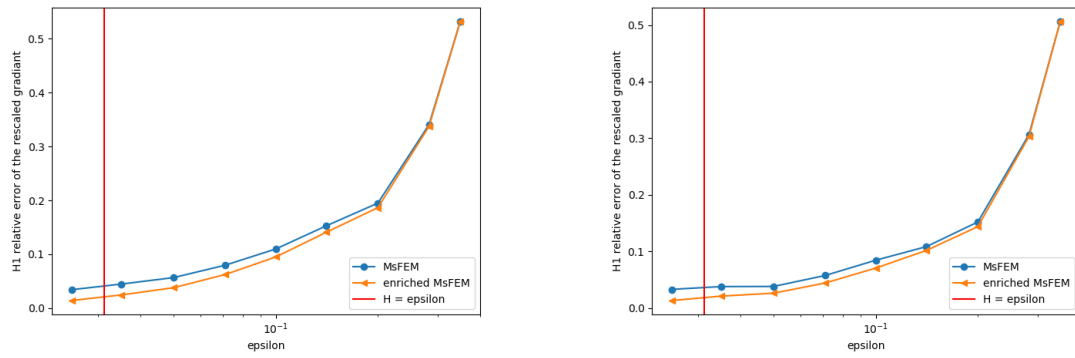 H1 relative error of the rescaled gradiant
0.5
0.4
0.3
0.2
0.1
0.0
MsFEM
enriched MsFEM
H = epsilon
10⁻¹
epsilon
H1 relative error of the rescaled gradiant
0.5
0.4
0.3
0.2
0.1
0.0
MsFEM
enriched MsFEM
H = epsilon
10⁻¹
epsilon